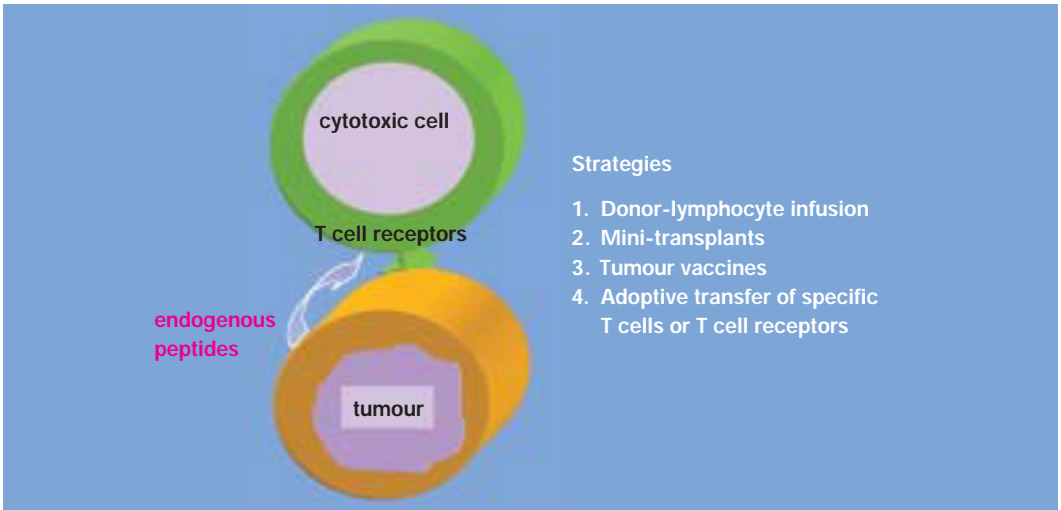 cytotoxic cell
T cell receptors
endogenous
peptides
tumour
Strategies
1. Donor-lymphocyte infusion
2. Mini-transplants
3. Tumour vaccines
4. Adoptive transfer of specific
T cells or T cell receptors